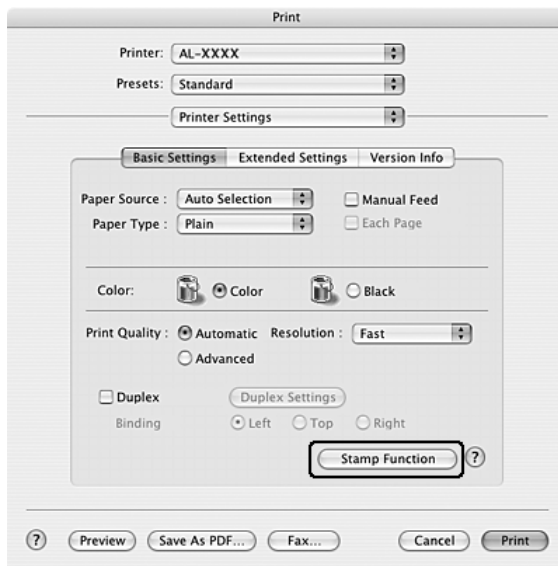 Print
Printer: AL-XXXX
Presets: Standard
Printer Settings
Basic Settings Extended Settings Version Info
Paper Source : Auto Selection Manual Feed
Paper Type : Plain Each Page
Color: Color Black
Print Quality : Automatic Resolution : Fast
Advanced
Duplex Duplex Settings
Binding Left Top Right
Stamp Function ?
? Preview Save As PDF... Fax... Cancel Print